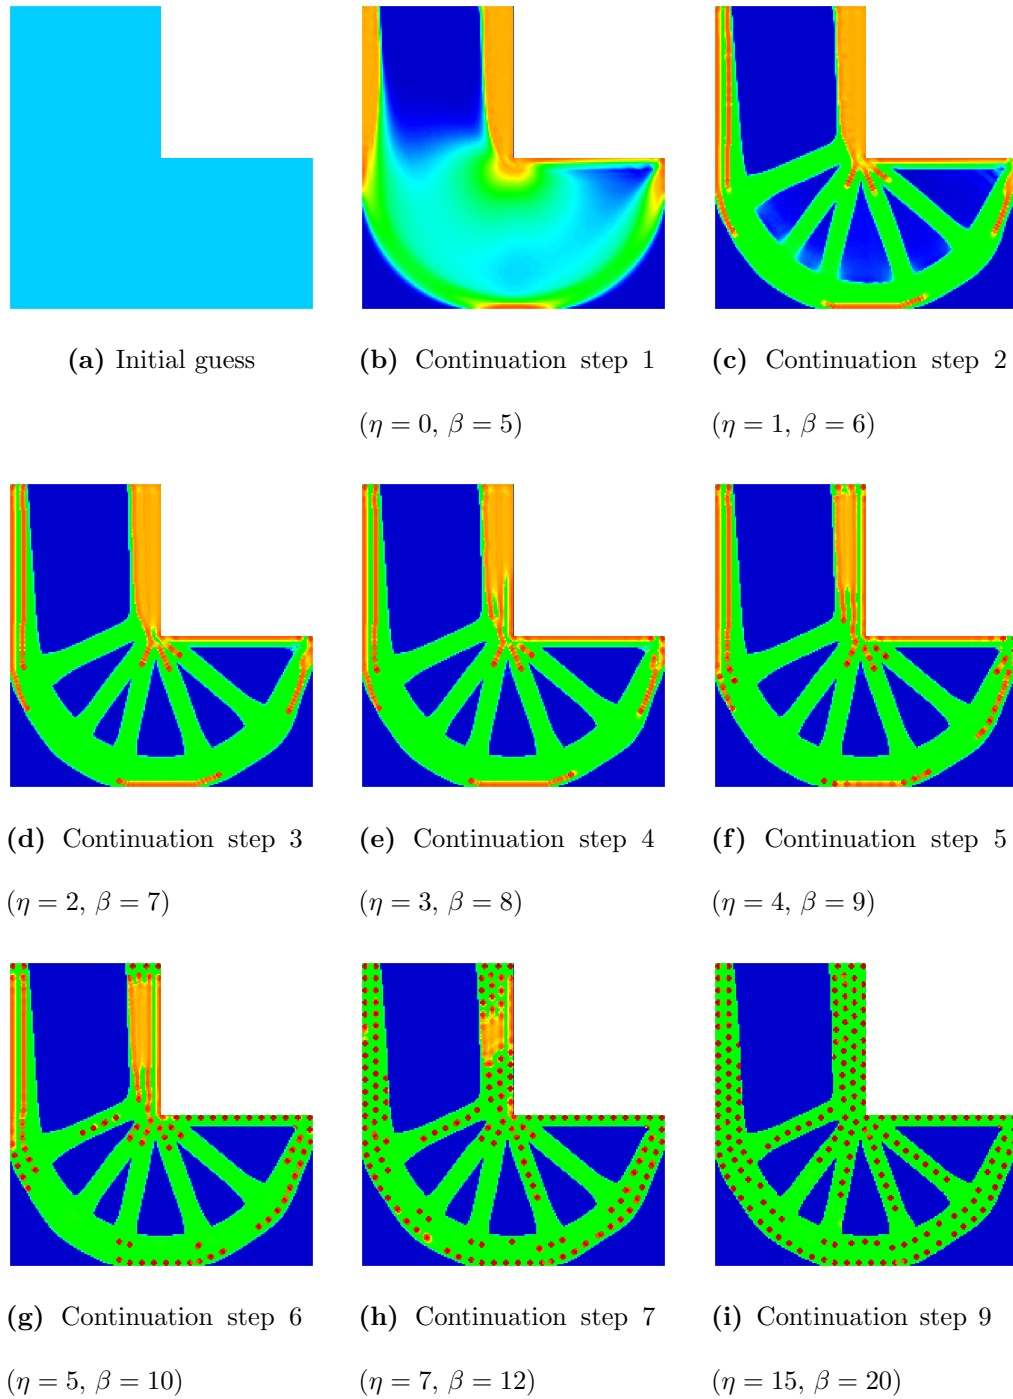 (a) Initial guess
(b) Continuation step 1
(η = 0, β = 5)
(c) Continuation step 2
(η = 1, β = 6)
(d) Continuation step 3
(η = 2, β = 7)
(e) Continuation step 4
(η = 3, β = 8)
(f) Continuation step 5
(η = 4, β = 9)
(g) Continuation step 6
(η = 5, β = 10)
(h) Continuation step 7
(η = 7, β = 12)
(i) Continuation step 9
(η = 15, β = 20)